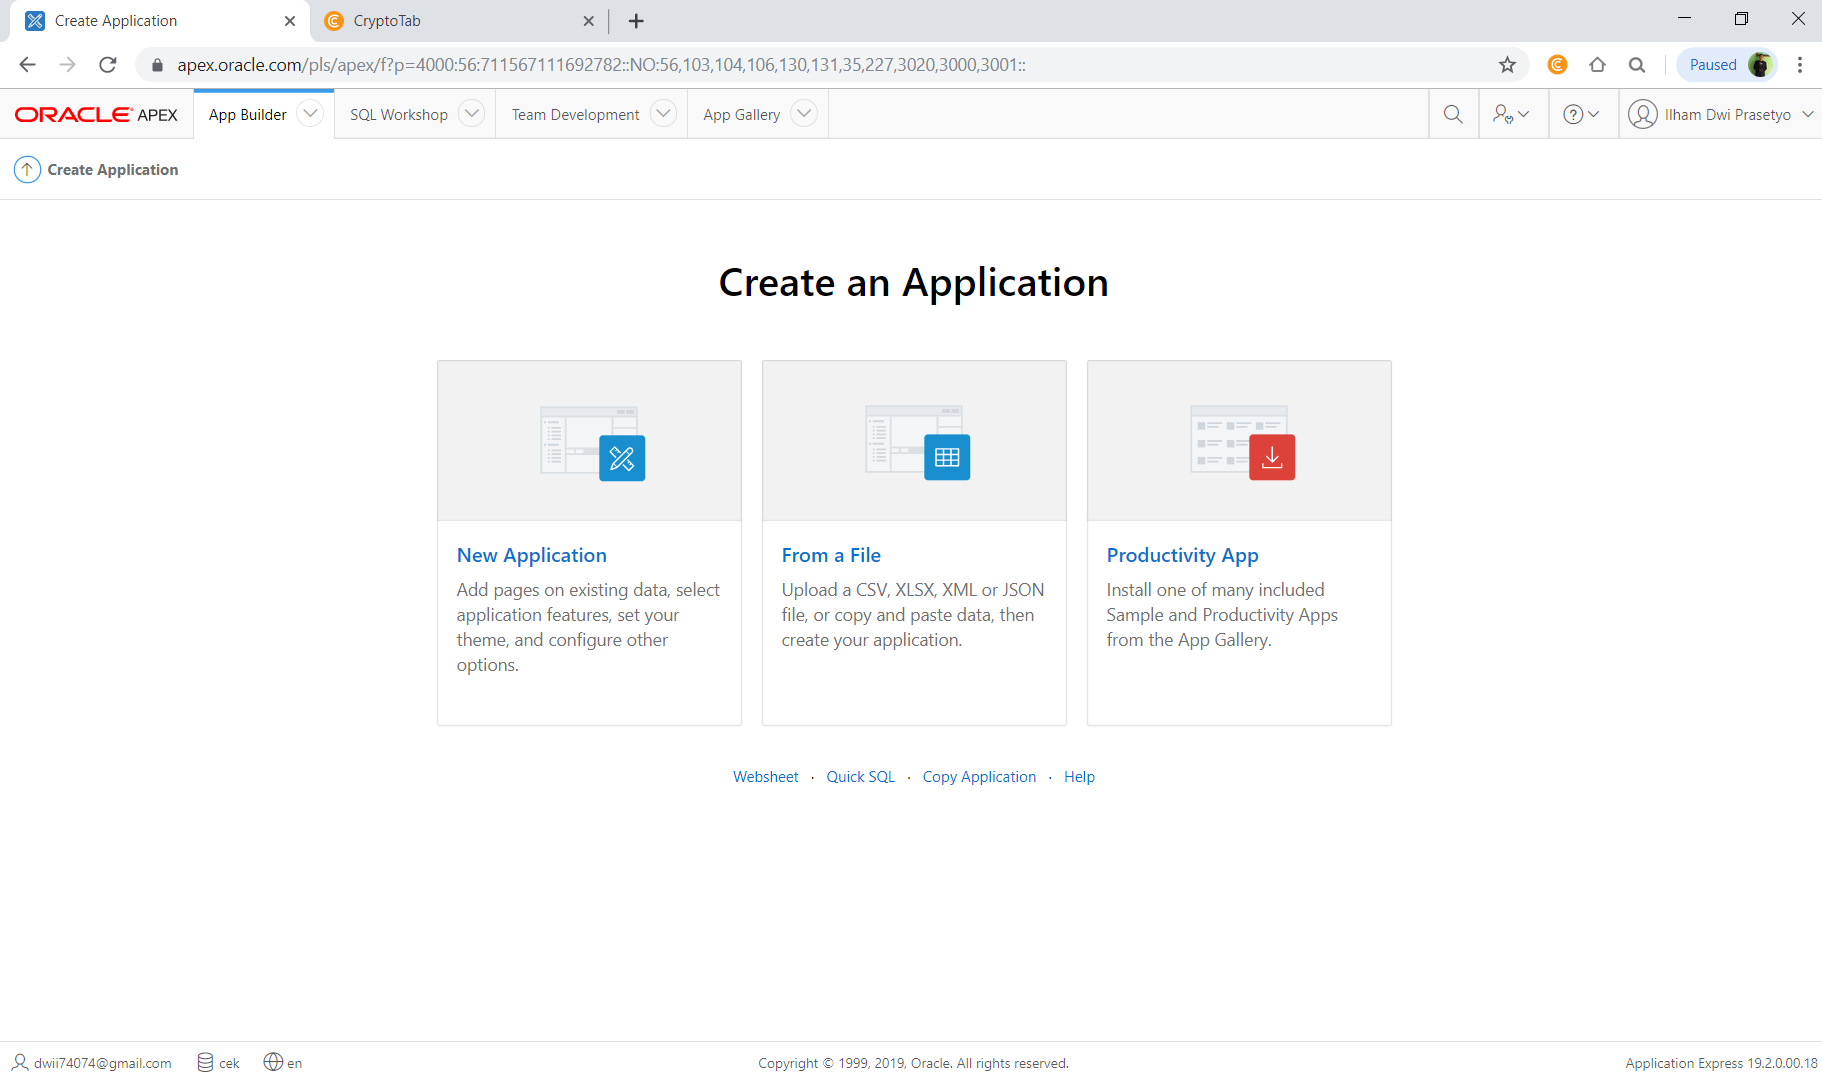 Create Application
CryptoTab
apex.oracle.com/pls/apex/f?p=4000:56:711567111692782::NO:56,103,104,106,130,131,35,227,3020,3000,3001::
Paused
ORACLE APEX
App Builder
SQL Workshop
Team Development
App Gallery
Ilham Dwi Prasetyo
Create Application
Create an Application
New Application
Add pages on existing data, select
application features, set your
theme, and configure other
options.
From a File
Upload a CSV, XLSX, XML or JSON
file, or copy and paste data, then
create your application.
Productivity App
Install one of many included
Sample and Productivity Apps
from the App Gallery.
Websheet · Quick SQL · Copy Application · Help
dwii74074@gmail.com
cek
en
Copyright © 1999, 2019, Oracle. All rights reserved.
Application Express 19.2.0.00.18